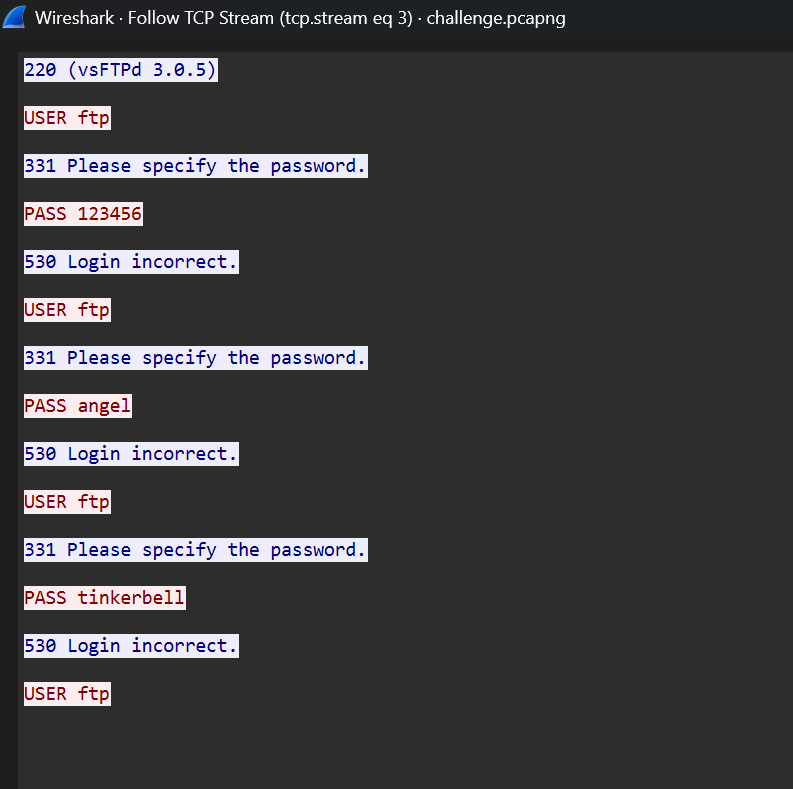 Wireshark · Follow TCP Stream (tcp.stream eq 3) · challenge.pcapng
220 (vsFTPd 3.0.5)
USER ftp
331 Please specify the password.
PASS 123456
530 Login incorrect.
USER ftp
331 Please specify the password.
PASS angel
530 Login incorrect.
USER ftp
331 Please specify the password.
PASS tinkerbell
530 Login incorrect.
USER ftp